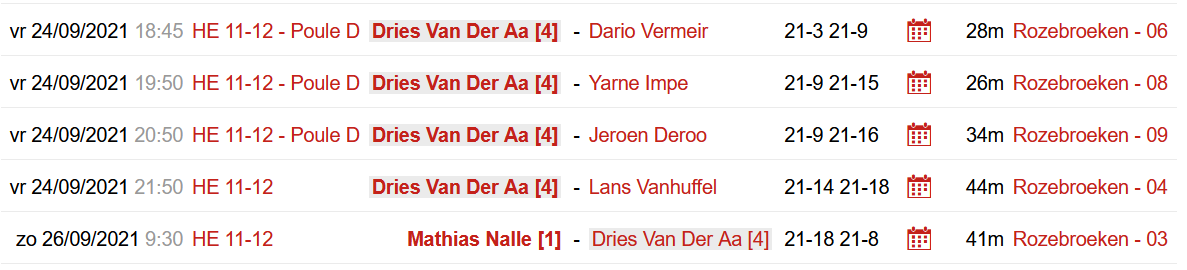 vr 24/09/2021 18:45 HE 11-12 - Poule D Dries Van Der Aa [4] - Dario Vermeir 21-3 21-9 28m Rozebroeken - 06
vr 24/09/2021 19:50 HE 11-12 - Poule D Dries Van Der Aa [4] - Yarne Impe 21-9 21-15 26m Rozebroeken - 08
vr 24/09/2021 20:50 HE 11-12 - Poule D Dries Van Der Aa [4] - Jeroen Deroo 21-9 21-16 34m Rozebroeken - 09
vr 24/09/2021 21:50 HE 11-12 Dries Van Der Aa [4] - Lans Vanhuffel 21-14 21-18 44m Rozebroeken - 04
zo 26/09/2021 9:30 HE 11-12 Mathias Nalle [1] - Dries Van Der Aa [4] 21-18 21-8 41m Rozebroeken - 03